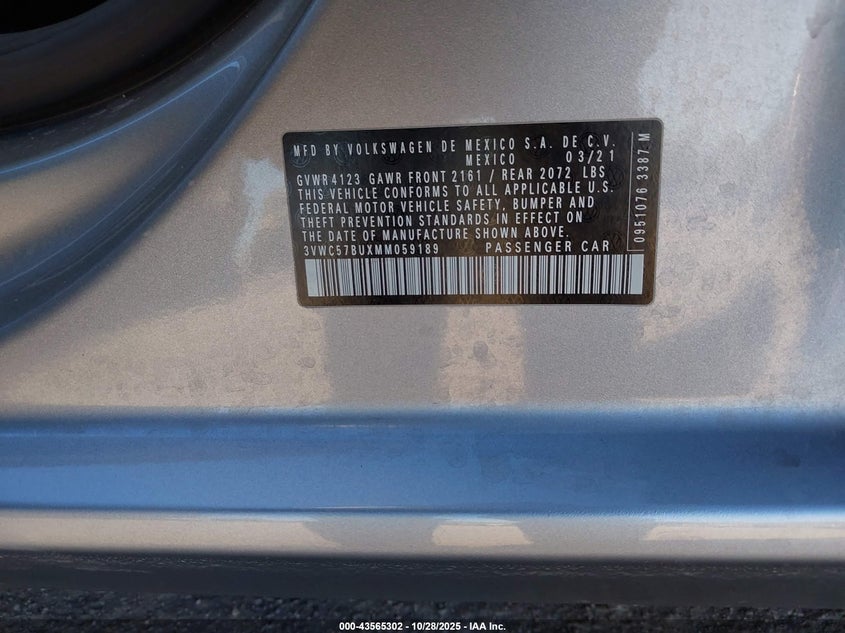 MFD BY VOLKSWAGEN DE MEXICO S.A. DE C.V.
MEXICO 03/21
GVWR4123 GAWR FRONT 2161 / REAR 2072 LBS
THIS VEHICLE CONFORMS TO ALL APPLICABLE U.S.
FEDERAL MOTOR VEHICLE SAFETY, BUMPER AND
THEFT PREVENTION STANDARDS IN EFFECT ON
THE DATE OF MANUFACTURE SHOWN ABOVE.
3VWC57BUXMM059189 PASSENGER CAR
0951076 3387 M
000-43565302 - 10/28/2025 - IAA Inc.